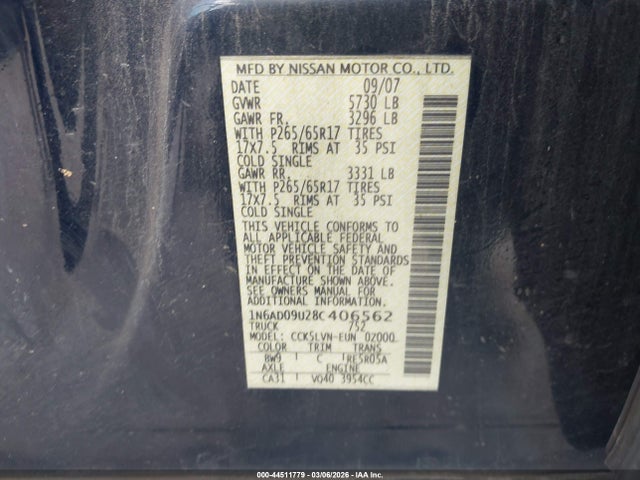 MFD BY NISSAN MOTOR CO., LTD.
DATE 09/07
GVWR 5730 LB
GAWR FR. 3296 LB
WITH P265/65R17 TIRES
17X7.5 RIMS AT 35 PSI
COLD SINGLE
GAWR RR. 3331 LB
WITH P265/65R17 TIRES
17X7.5 RIMS AT 35 PSI
COLD SINGLE
THIS VEHICLE CONFORMS TO
ALL APPLICABLE FEDERAL
MOTOR VEHICLE SAFETY AND
THEFT PREVENTION STANDARDS
IN EFFECT ON THE DATE OF
MANUFACTURE SHOWN ABOVE.
SEE OWNERS MANUAL FOR
MORE INFORMATION
1N6AD09U28C406562
TRUCK 752
MODEL: CCK5LVN-EUN 0Z000
COLOR TRIM TRANS
BW9 C RE5R05A
AXLE ENGINE
CA31 VQ40 3954CC
000-44511779 - 03/06/2026 - IAA Inc.